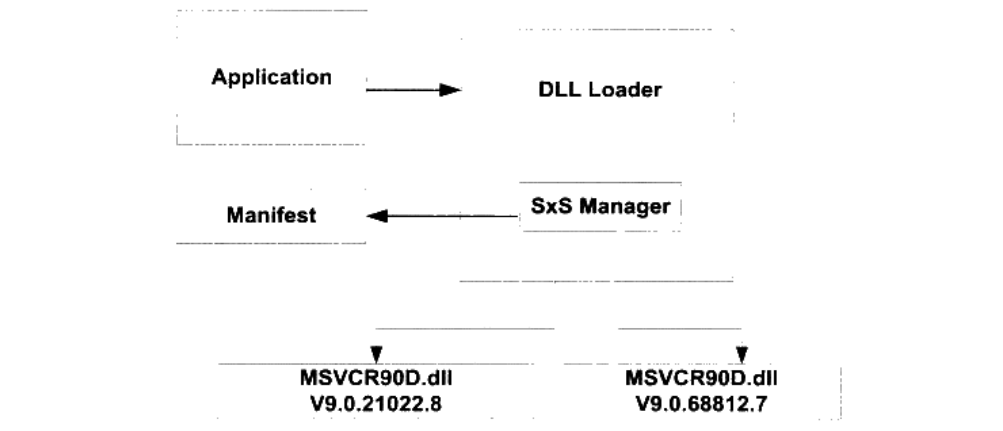 Application
DLL Loader
Manifest
SxS Manager
MSVCR90D.dll
V9.0.21022.8
MSVCR90D.dll
V9.0.68812.7